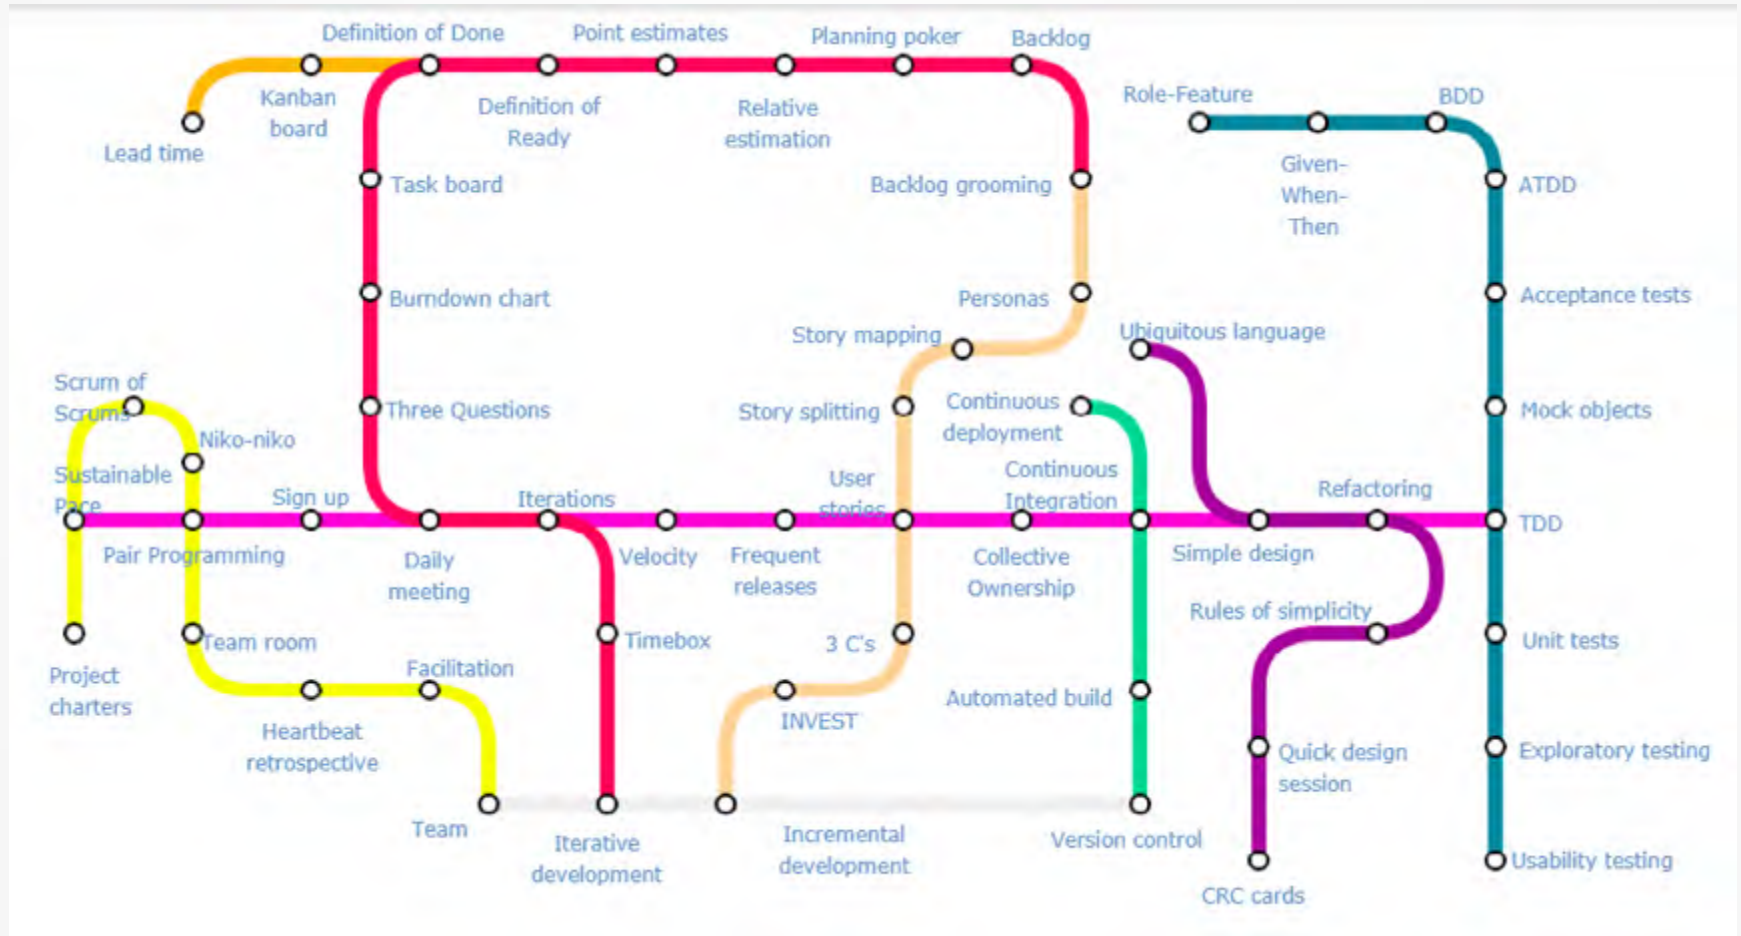 Definition of Done
Point estimates
Planning poker
Backlog
Kanban
board
Definition of
Ready
Relative
estimation
Role-Feature
BDD
Lead time
Given-
When-
Then
Task board
Backlog grooming
ATDD
Burndown chart
Personas
Acceptance tests
Story mapping
Ubiquitous language
Scrum of
Scrums
Three Questions
Story splitting
Continuous
deployment
Mock objects
Niko-niko
Sustainable
Pace
Sign up
Iterations
User
stories
Continuous
Integration
Refactoring
TDD
Pair Programming
Daily
meeting
Velocity
Frequent
releases
Collective
Ownership
Simple design
Rules of simplicity
Team room
Timebox
3 C's
Unit tests
Project
charters
Facilitation
Heartbeat
retrospective
INVEST
Automated build
Quick design
session
Exploratory testing
Team
Iterative
development
Incremental
development
Version control
Usability testing
CRC cards